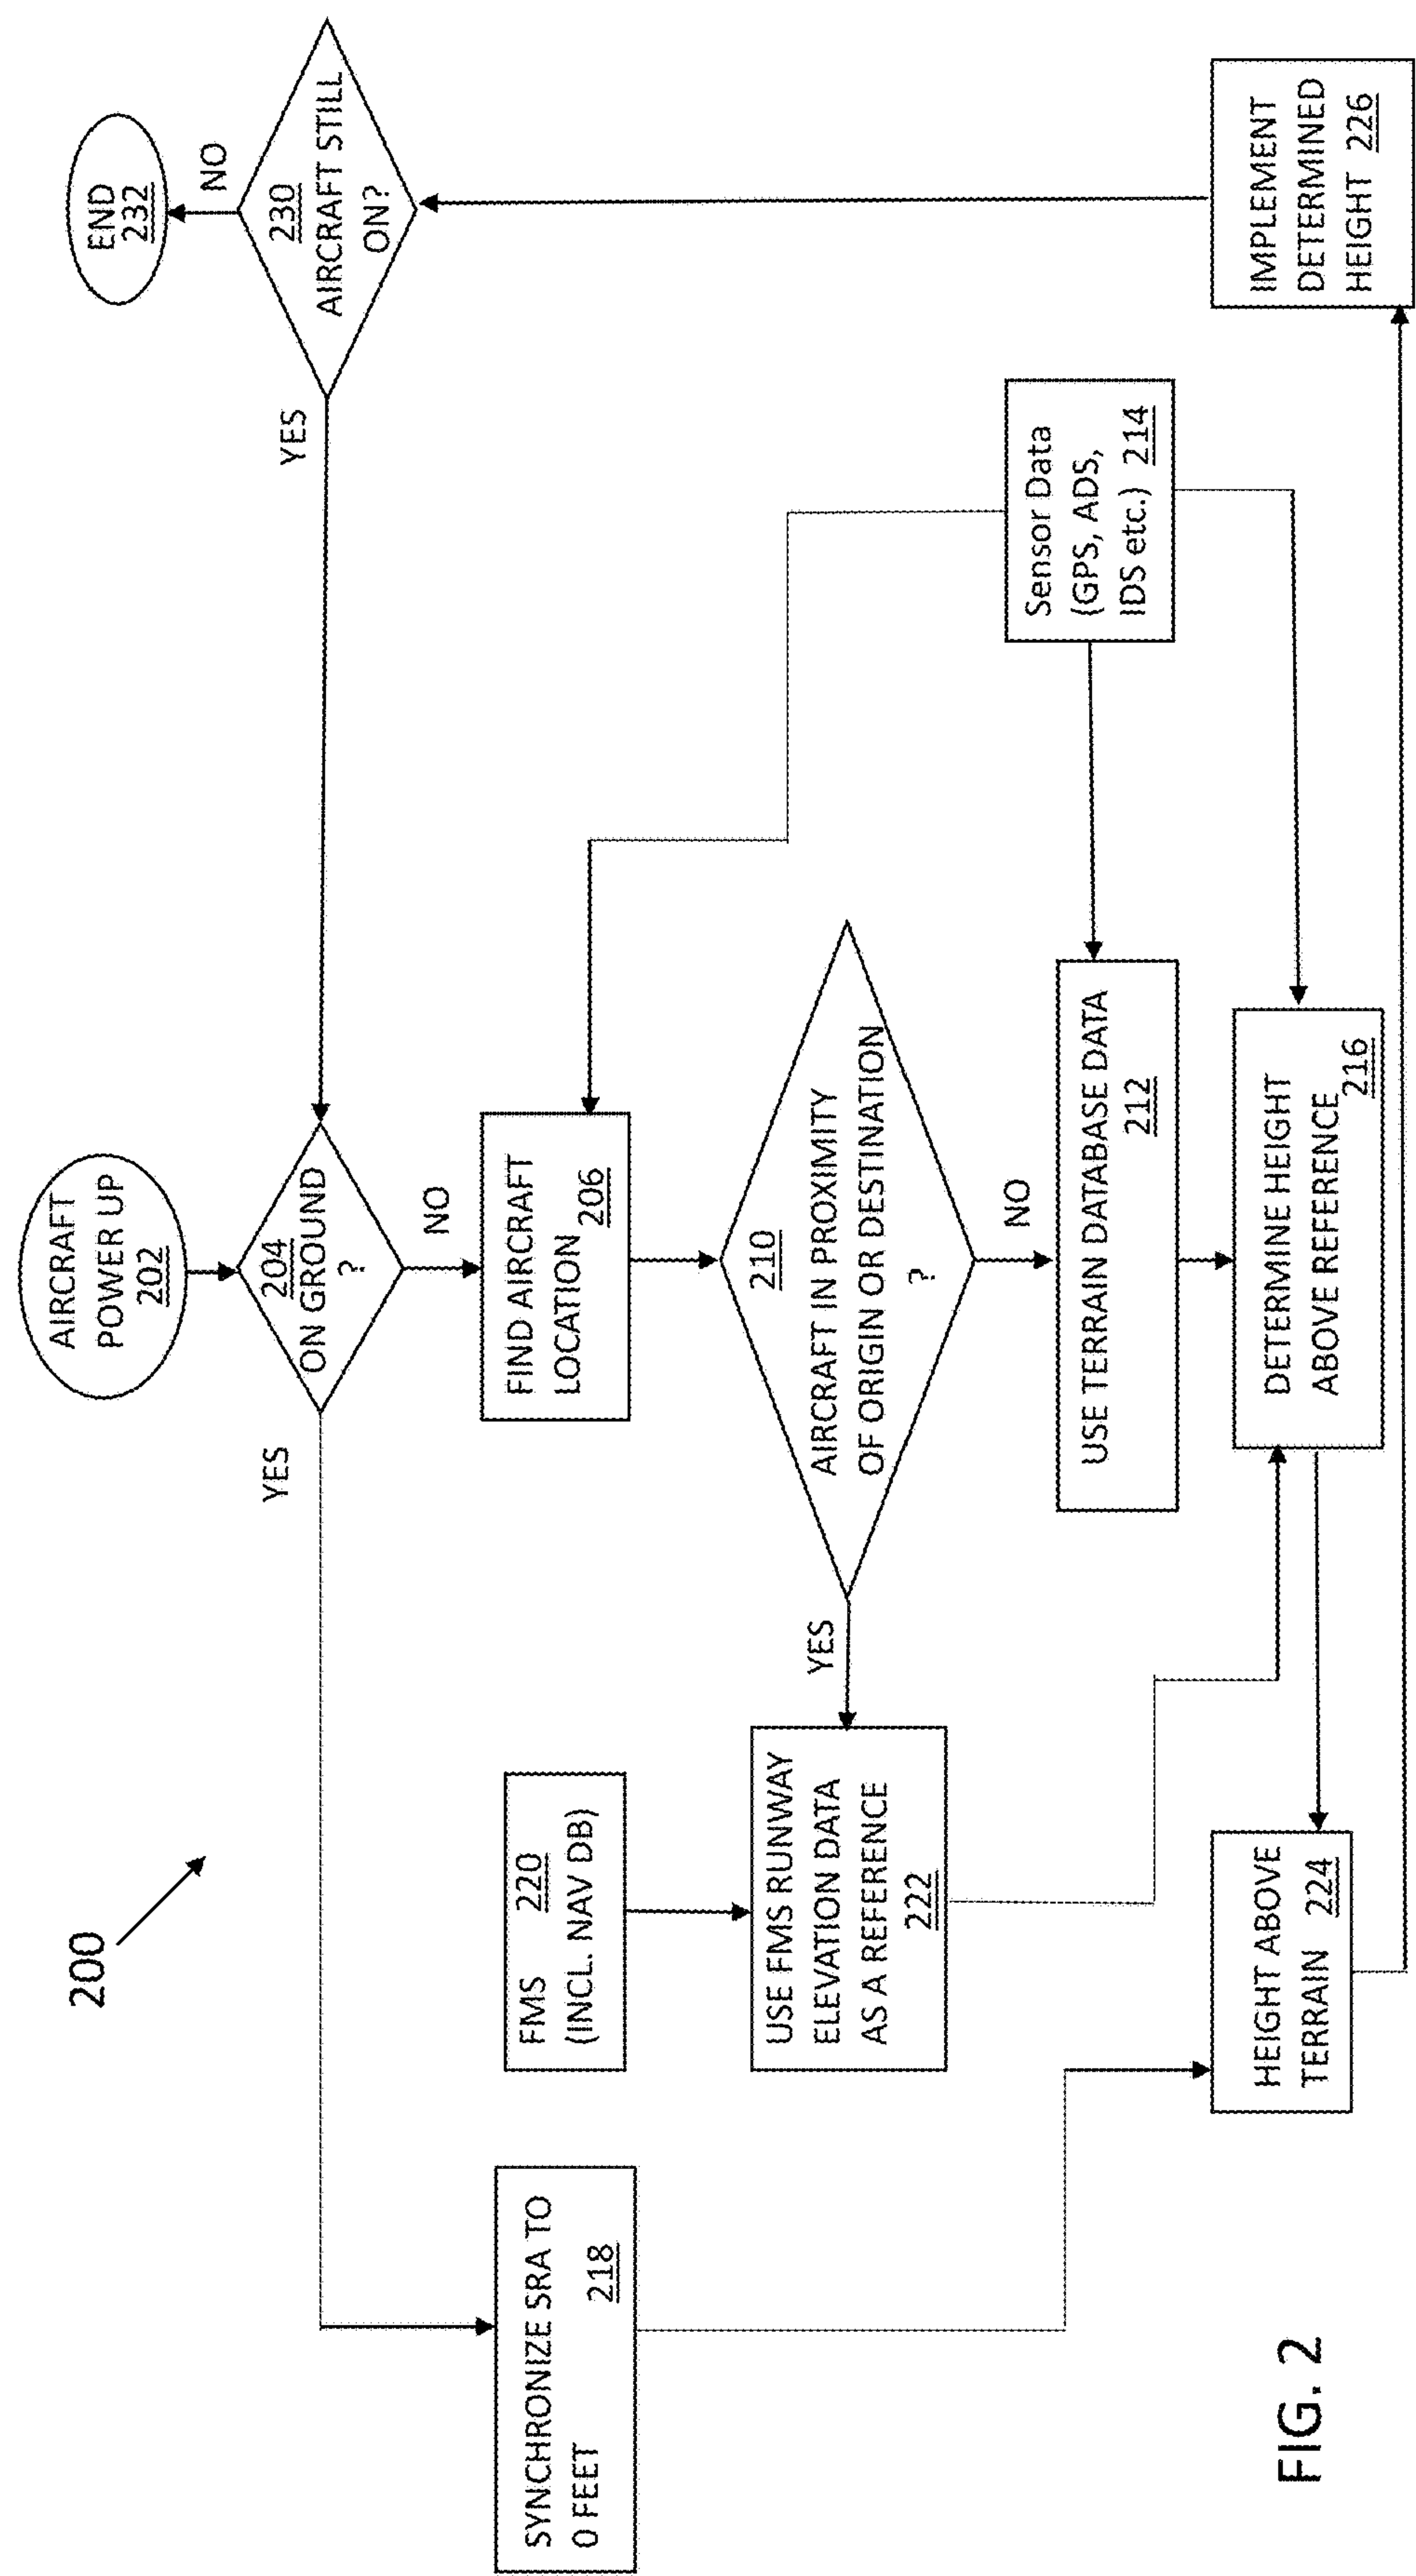 200
AIRCRAFT
POWER UP
202
END
232
NO
204
ON GROUND
?
YES
NO
230
AIRCRAFT STILL
ON?
YES
SYNCHRONIZE SRA TO
0 FEET
218
FMS
220
(INCL. NAV DB)
FIND AIRCRAFT
LOCATION
206
USE FMS RUNWAY
ELEVATION DATA
AS A REFERENCE
222
YES
210
AIRCRAFT IN PROXIMITY
OF ORIGIN OR DESTINATION
?
NO
Sensor Data
(GPS, ADS,
IDS etc.) 214
USE TERRAIN DATABASE DATA
212
HEIGHT ABOVE
TERRAIN 224
DETERMINE HEIGHT
ABOVE REFERENCE
216
IMPLEMENT
DETERMINED
HEIGHT 226
FIG. 2